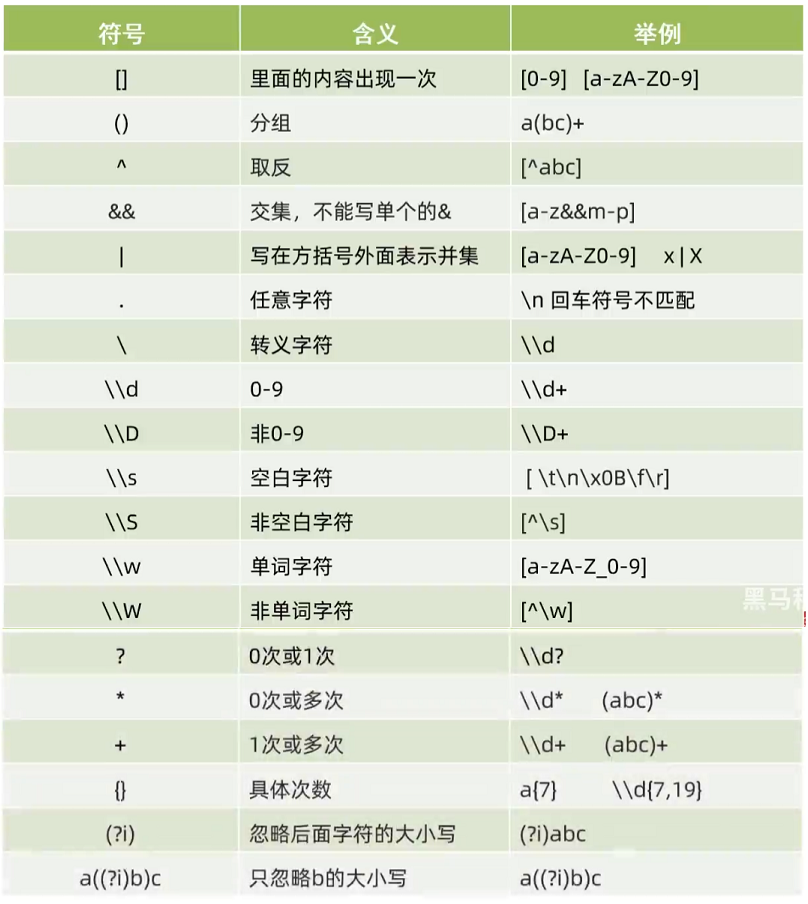 符号 含义 举例
[] 里面的内容出现一次 [0-9] [a-zA-Z0-9]
() 分组 a(bc)+
^ 取反 [^abc]
&& 交集，不能写单个的& [a-z&&m-p]
| 写在方括号外面表示并集 [a-zA-Z0-9] x|X
. 任意字符 \n 回车符号不匹配
\ 转义字符 \\d
\\d 0-9 \\d+
\\D 非0-9 \\D+
\\s 空白字符 [ \t\n\x0B\f\r]
\\S 非空白字符 [^\s]
\\w 单词字符 [a-zA-Z_0-9]
\\W 非单词字符 [^\w]
黑马
? 0次或1次 \\d?
* 0次或多次 \\d* (abc)*
+ 1次或多次 \\d+ (abc)+
{} 具体次数 a{7} \\d{7,19}
(?i) 忽略后面字符的大小写 (?i)abc
a((?i)b)c 只忽略b的大小写 a((?i)b)c